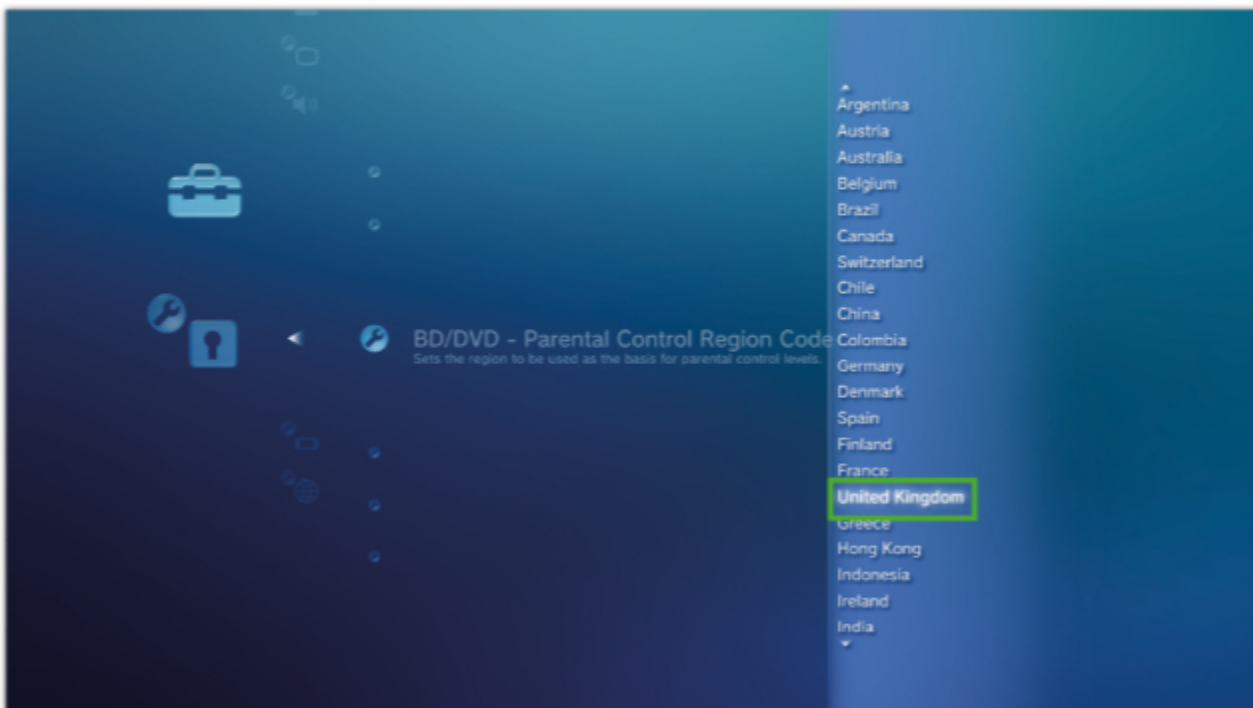 BD/DVD - Parental Control Region Code
Sets the region to be used as the basis for parental control levels.
Argentina
Austria
Australia
Belgium
Brazil
Canada
Switzerland
Chile
China
Colombia
Germany
Denmark
Spain
Finland
France
United Kingdom
Greece
Hong Kong
Indonesia
Ireland
India